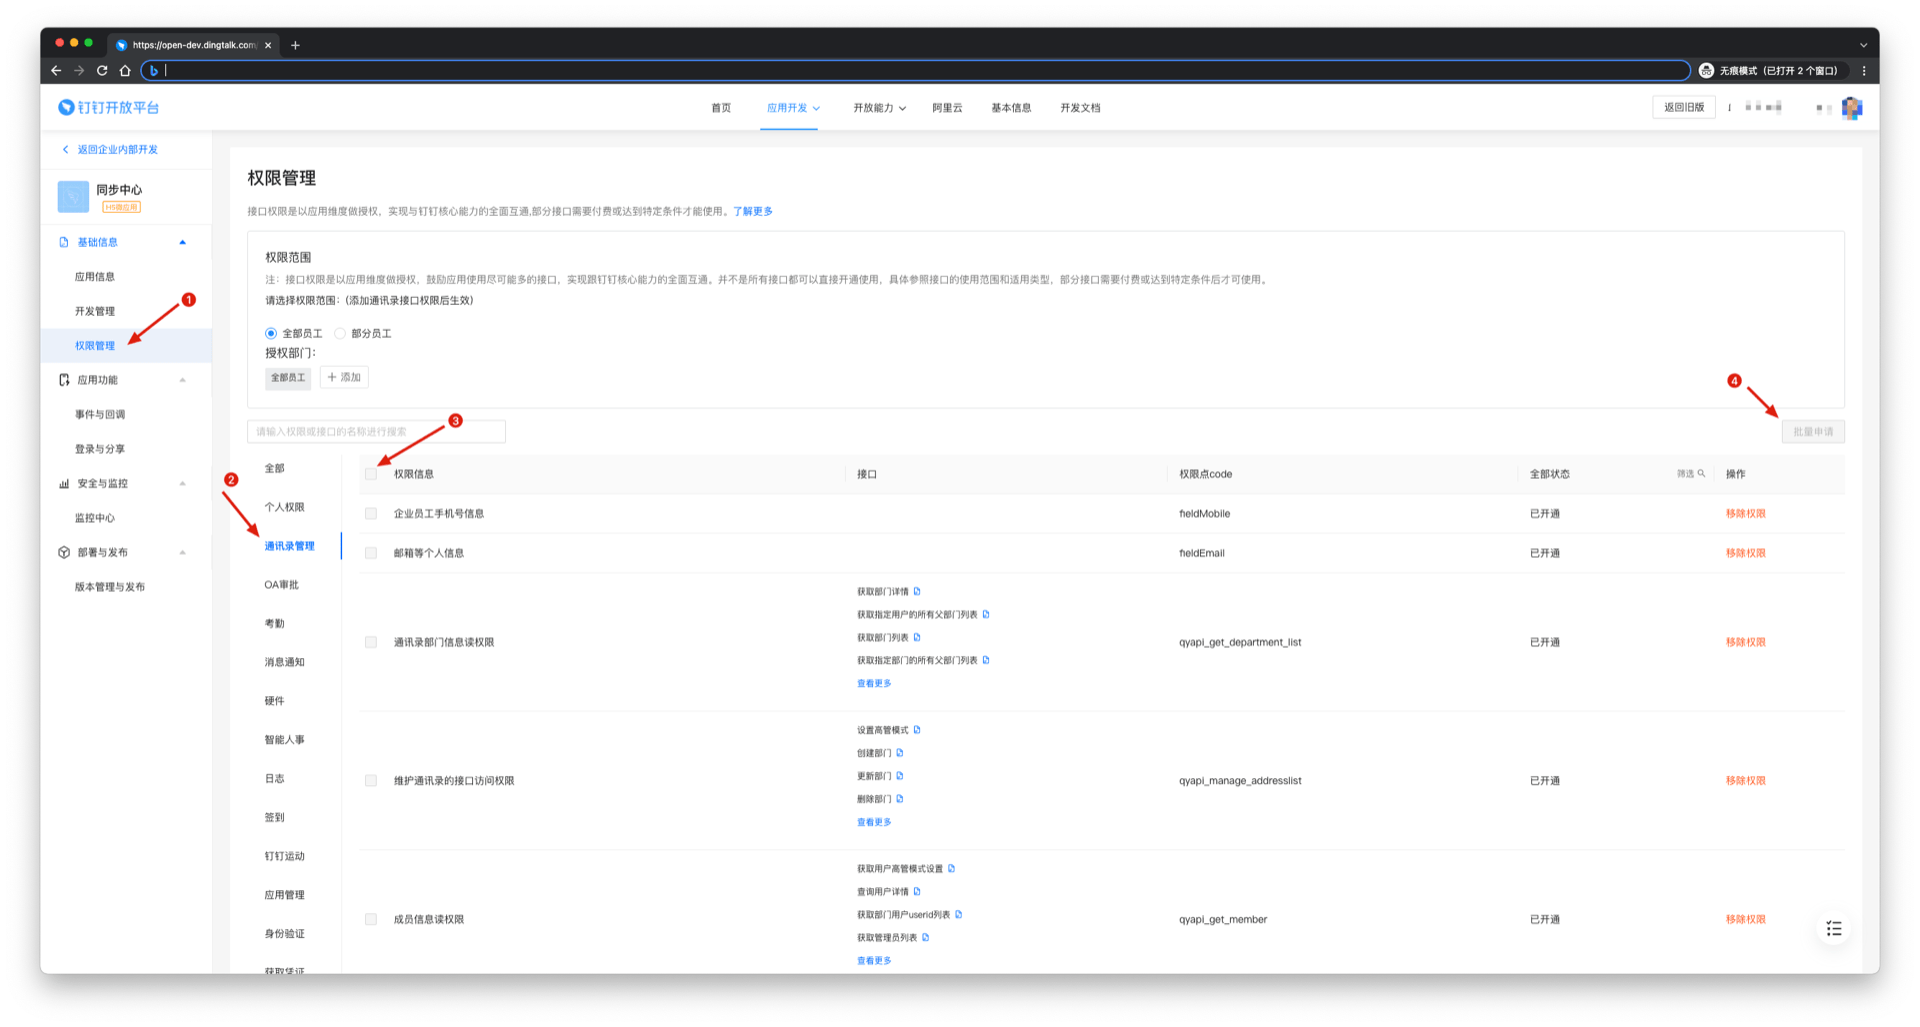 https://open-dev.dingtalk.com/
无痕模式（已打开 2 个窗口）
钉钉开放平台
首页
应用开发
开放能力
阿里云
基本信息
开发文档
返回旧版
返回企业内部开发
同步中心
H5微应用
基础信息
应用信息
开发管理
权限管理
应用功能
事件与回调
登录与分享
安全与监控
监控中心
部署与发布
版本管理与发布
1
权限管理
接口权限是以应用维度做授权，实现与钉钉核心能力的全面互通,部分接口需要付费或达到特定条件才能使用。了解更多
权限范围
注：接口权限是以应用维度做授权，鼓励应用使用尽可能多的接口，实现跟钉钉核心能力的全面互通。并不是所有接口都可以直接开通使用，具体参照接口的使用范围和适用类型，部分接口需要付费或达到特定条件后才可使用。
请选择权限范围：(添加通讯录接口权限后生效)
全部员工 部分员工
授权部门：
全部员工 + 添加
4
3
请输入权限或接口的名称进行搜索
批量申请
2
全部
个人权限
通讯录管理
OA审批
考勤
消息通知
硬件
智能人事
日志
签到
钉钉运动
应用管理
身份验证
获取凭证
权限信息 接口 权限点code 全部状态 筛选 操作
企业员工手机号信息 fieldMobile 已开通 移除权限
邮箱等个人信息 fieldEmail 已开通 移除权限
获取部门详情
获取指定用户的所有父部门列表
获取部门列表
通讯录部门信息读权限 qyapi_get_department_list 已开通 移除权限
获取指定部门的所有父部门列表
查看更多
设置高管模式
创建部门
更新部门
维护通讯录的接口访问权限 qyapi_manage_addresslist 已开通 移除权限
删除部门
查看更多
获取用户高管模式设置
查询用户详情
获取部门用户userid列表
成员信息读权限 qyapi_get_member 已开通 移除权限
获取管理员列表
查看更多